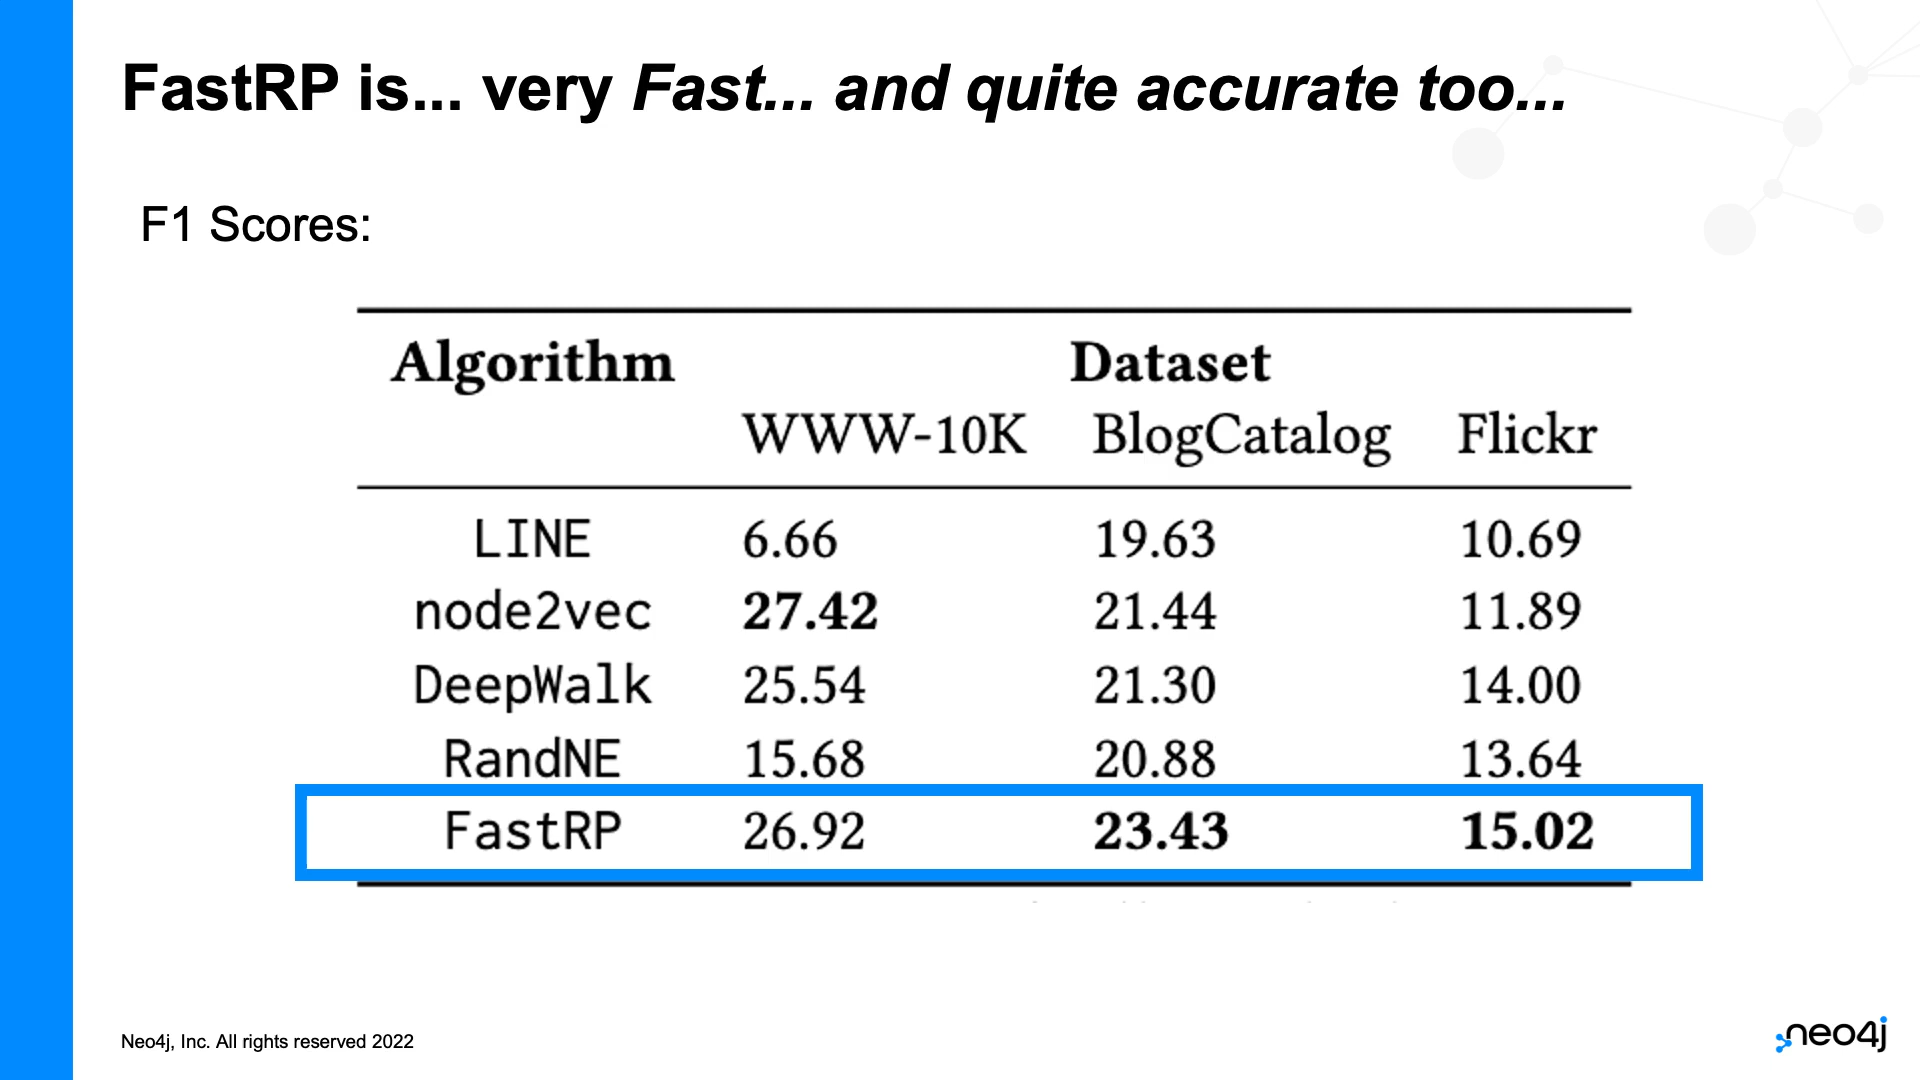 FastRP is... very Fast... and quite accurate too...
F1 Scores:
Algorithm Dataset
WWW-10K BlogCatalog Flickr
LINE 6.66 19.63 10.69
node2vec 27.42 21.44 11.89
DeepWalk 25.54 21.30 14.00
RandNE 15.68 20.88 13.64
FastRP 26.92 23.43 15.02
Neo4j, Inc. All rights reserved 2022
neo4j